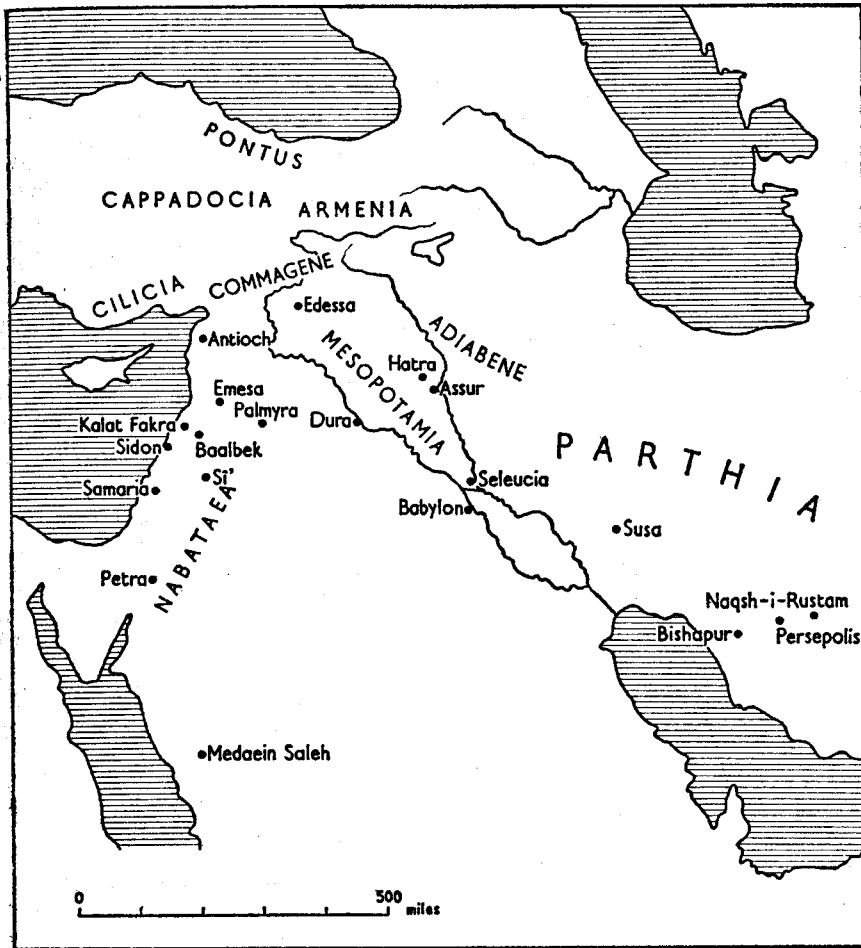 PONTUS
CAPPADOCIA
ARMENIA
CILICIA
COMMAGENE
Edessa
Antioch
ADIABENE
MESOPOTAMIA
Hatra
Assur
Emesa
Palmyra
Kalat Fakra
Dura
Baalbek
Sidon
PARTHIA
Si'
Seleucia
Samaria
Babylon
NABATAEA
Susa
Petra
Naqsh-i-Rustam
Bishapur
Persepolis
Medaein Saleh
0 500
miles